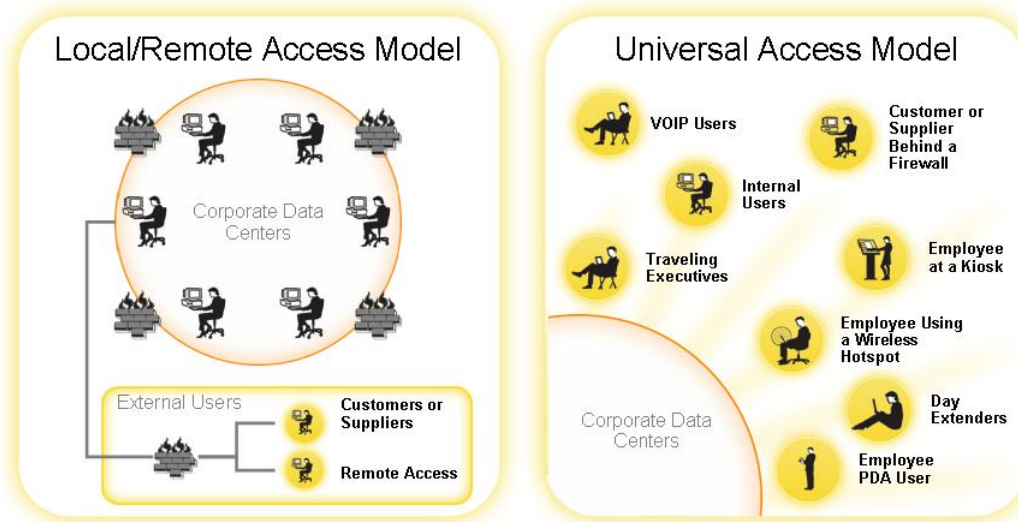 Local/Remote Access Model
Corporate Data
Centers
External Users
Customers or
Suppliers
Remote Access
Universal Access Model
VOIP Users
Customer or
Supplier
Behind a
Firewall
Internal
Users
Traveling
Executives
Employee
at a Kiosk
Employee Using
a Wireless
Hotspot
Corporate Data
Centers
Day
Extenders
Employee
PDA User